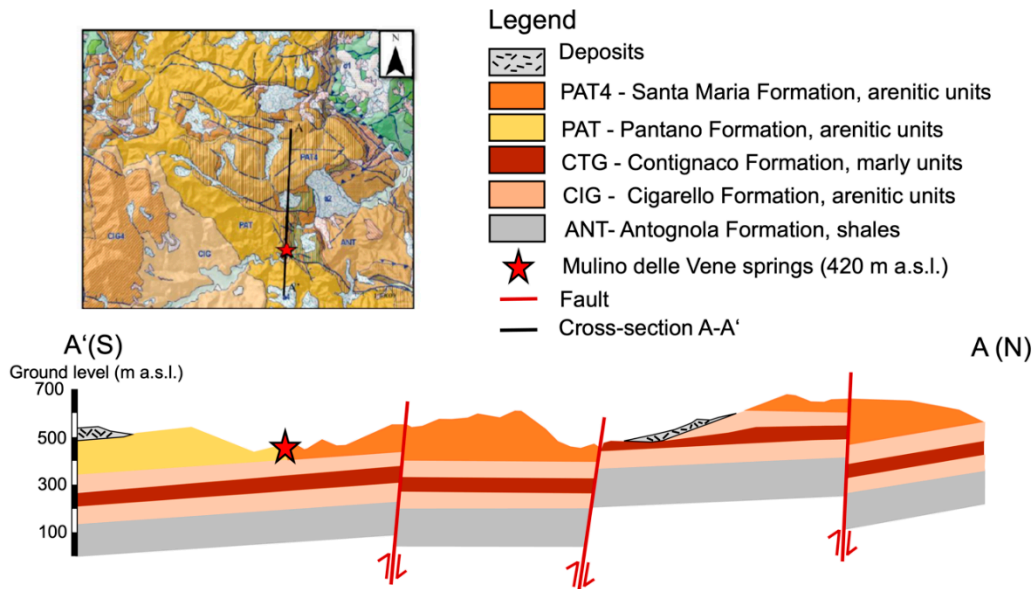 N
A
PAT4
a2
PAT
ANT
CIG4
CIG
A'
Legend
Deposits
PAT4 - Santa Maria Formation, arenitic units
PAT - Pantano Formation, arenitic units
CTG - Contignaco Formation, marly units
CIG - Cigarello Formation, arenitic units
ANT- Antognola Formation, shales
Mulino delle Vene springs (420 m a.s.l.)
Fault
Cross-section A-A‘
A‘(S)
A (N)
Ground level (m a.s.l.)
700
500
300
100